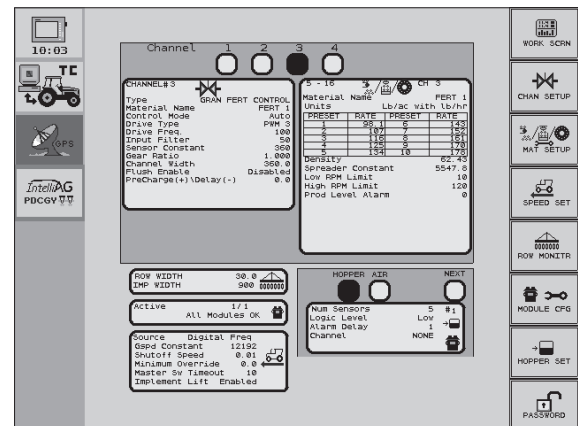 10:03
TC
GPS
IntelliAG
PDCGY
Channel 1 2 3 4
CHANNEL# 3
Type GRAN FERT CONTROL
Material Name FERT 1
Control Mode Auto
Drive Type PWM 3
Drive Freq. 100
Input Filter 50
Sensor Constant 360
Gear Ratio 1.000
Channel Width 360.0
Flush Enable Disabled
PreCharge(+)\Delay(-) 0.0
5 - 16 CH 3
Material Name FERT 1
Units Lb/ac with lb/hr
PRESET RATE PRESET RATE
1 98.1 6 143
2 107 7 152
3 116 8 161
4 125 9 170
5 134 10 178
Density 62.43
Spreader Constant 5547.8
Low RPM Limit 10
High RPM Limit 120
Prod Level Alarm 0
ROW WIDTH 30.0
IMP WIDTH 900
Active 1/1
All Modules OK
Source Digital Freq
Gspd Constant 12192
Shutoff Speed 0.01
Minimum Override 0.0
Master Sw Timeout 10
Implement Lift Enabled
HOPPER AIR NEXT
Num Sensors 5 #1
Logic Level Low
Alarm Delay 1
Channel NONE
WORK SCRN
CHAN SETUP
MAT SETUP
SPEED SET
ROW MONITR
MODULE CFG
HOPPER SET
PASSWORD